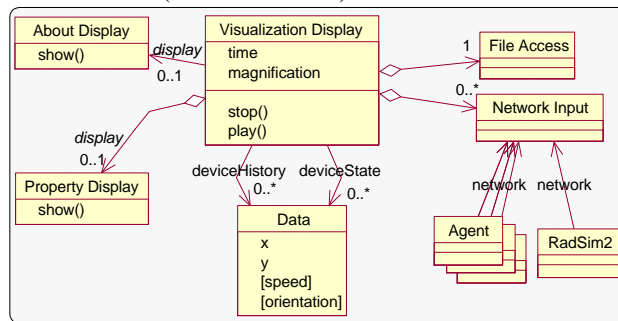 About Display
show()
display
0..1
Visualization Display
time
magnification
stop()
play()
1
File Access
0..*
Network Input
display
0..1
Property Display
show()
deviceHistory
0..*
deviceState
0..*
Data
x
y
[speed]
[orientation]
network
network
Agent
RadSim2